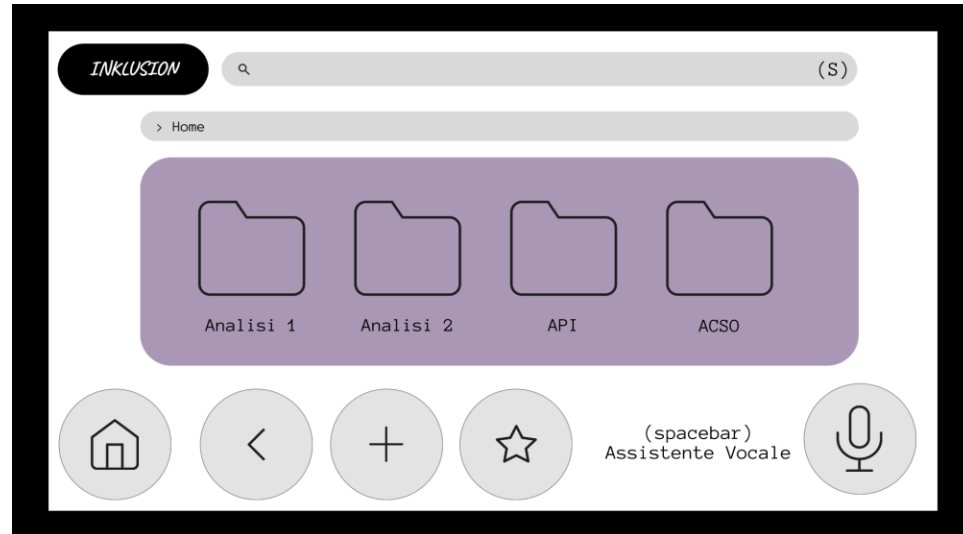 INKLUSION
(S)
> Home
Analisi 1
Analisi 2
API
ACSO
(spacebar)
Assistente Vocale